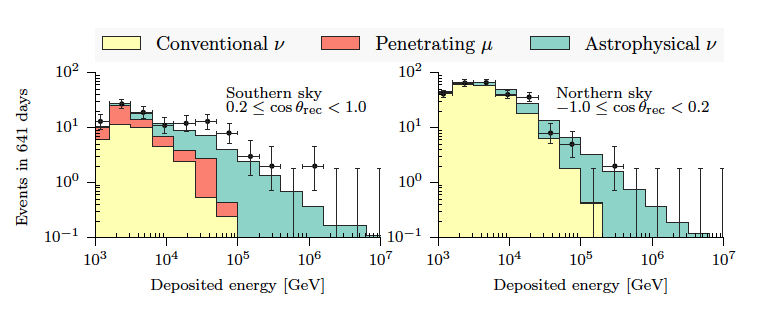 Conventional ν Penetrating μ Astrophysical ν
Southern sky
0.2 ≤ cos θrec < 1.0
Northern sky
−1.0 ≤ cos θrec < 0.2
Events in 641 days
10² 10¹ 10⁰ 10⁻¹
10² 10¹ 10⁰ 10⁻¹
10³ 10⁴ 10⁵ 10⁶ 10⁷
10³ 10⁴ 10⁵ 10⁶ 10⁷
Deposited energy [GeV]
Deposited energy [GeV]